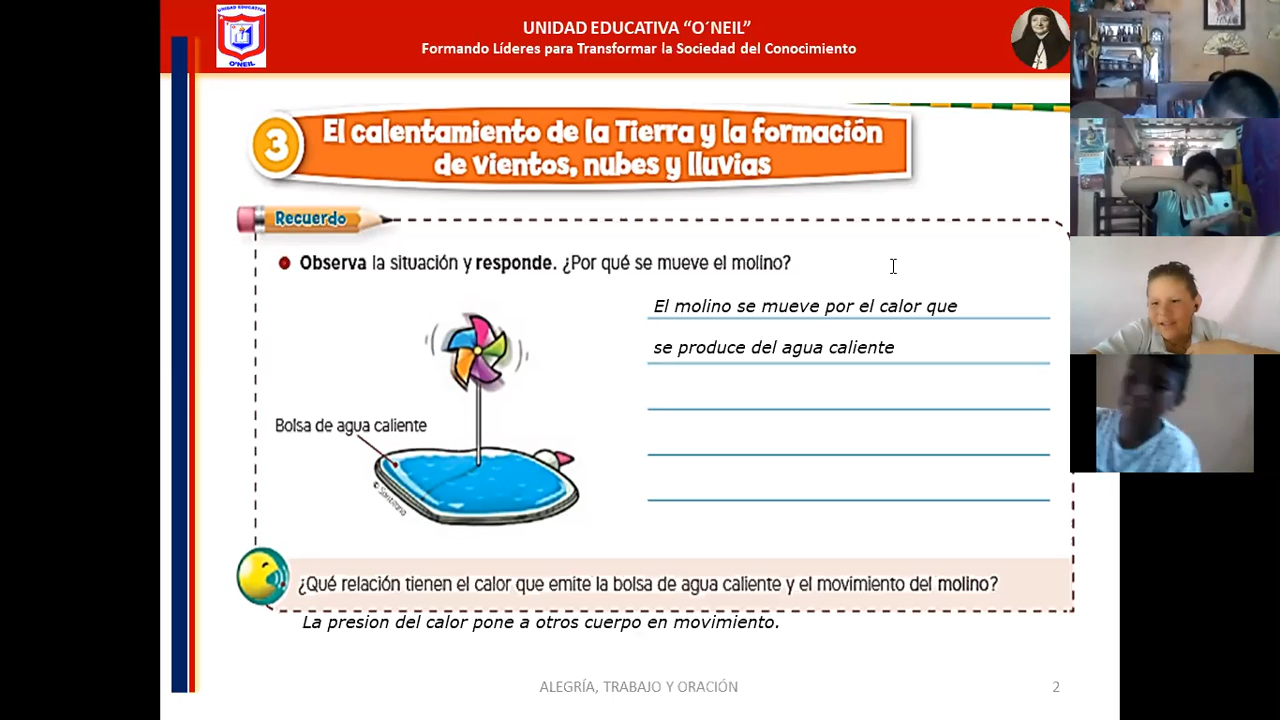 UNIDAD EDUCATIVA
O'NEIL
UNIDAD EDUCATIVA “O´NEIL”
Formando Líderes para Transformar la Sociedad del Conocimiento
3
El calentamiento de la Tierra y la formación
de vientos, nubes y lluvias
Recuerdo
Observa la situación y responde. ¿Por qué se mueve el molino?
El molino se mueve por el calor que
se produce del agua caliente
Bolsa de agua caliente
© Santillana
¿Qué relación tienen el calor que emite la bolsa de agua caliente y el movimiento del molino?
La presion del calor pone a otros cuerpo en movimiento.
ALEGRÍA, TRABAJO Y ORACIÓN
2